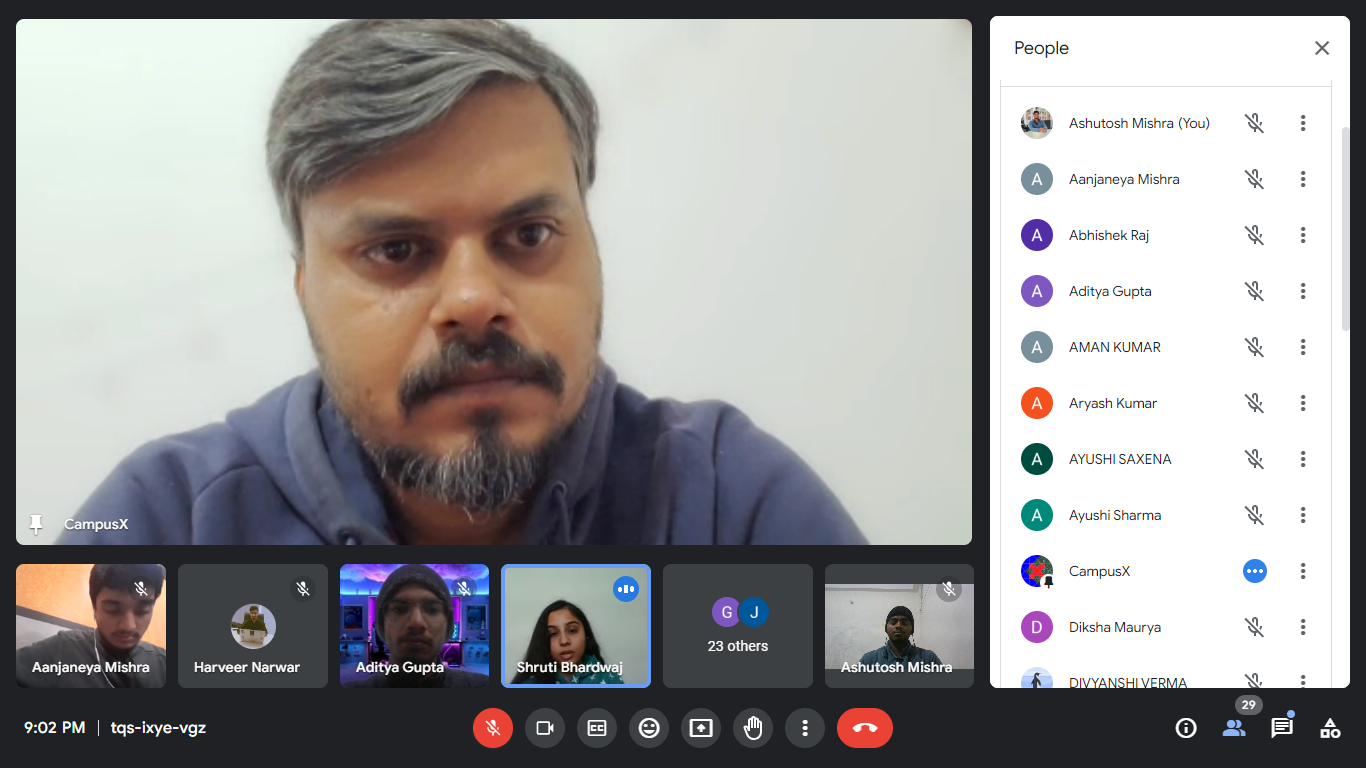 CampusX
Aanjaneya Mishra
Harveer Narwar
Aditya Gupta
Shruti Bhardwaj
G
J
23 others
Ashutosh Mishra
9:02 PM | tqs-ixye-vgz
CC
People
Ashutosh Mishra (You)
A
Aanjaneya Mishra
A
Abhishek Raj
A
Aditya Gupta
A
AMAN KUMAR
A
Aryash Kumar
A
AYUSHI SAXENA
A
Ayushi Sharma
CampusX
D
Diksha Maurya
DIVYANSHI VERMA
29